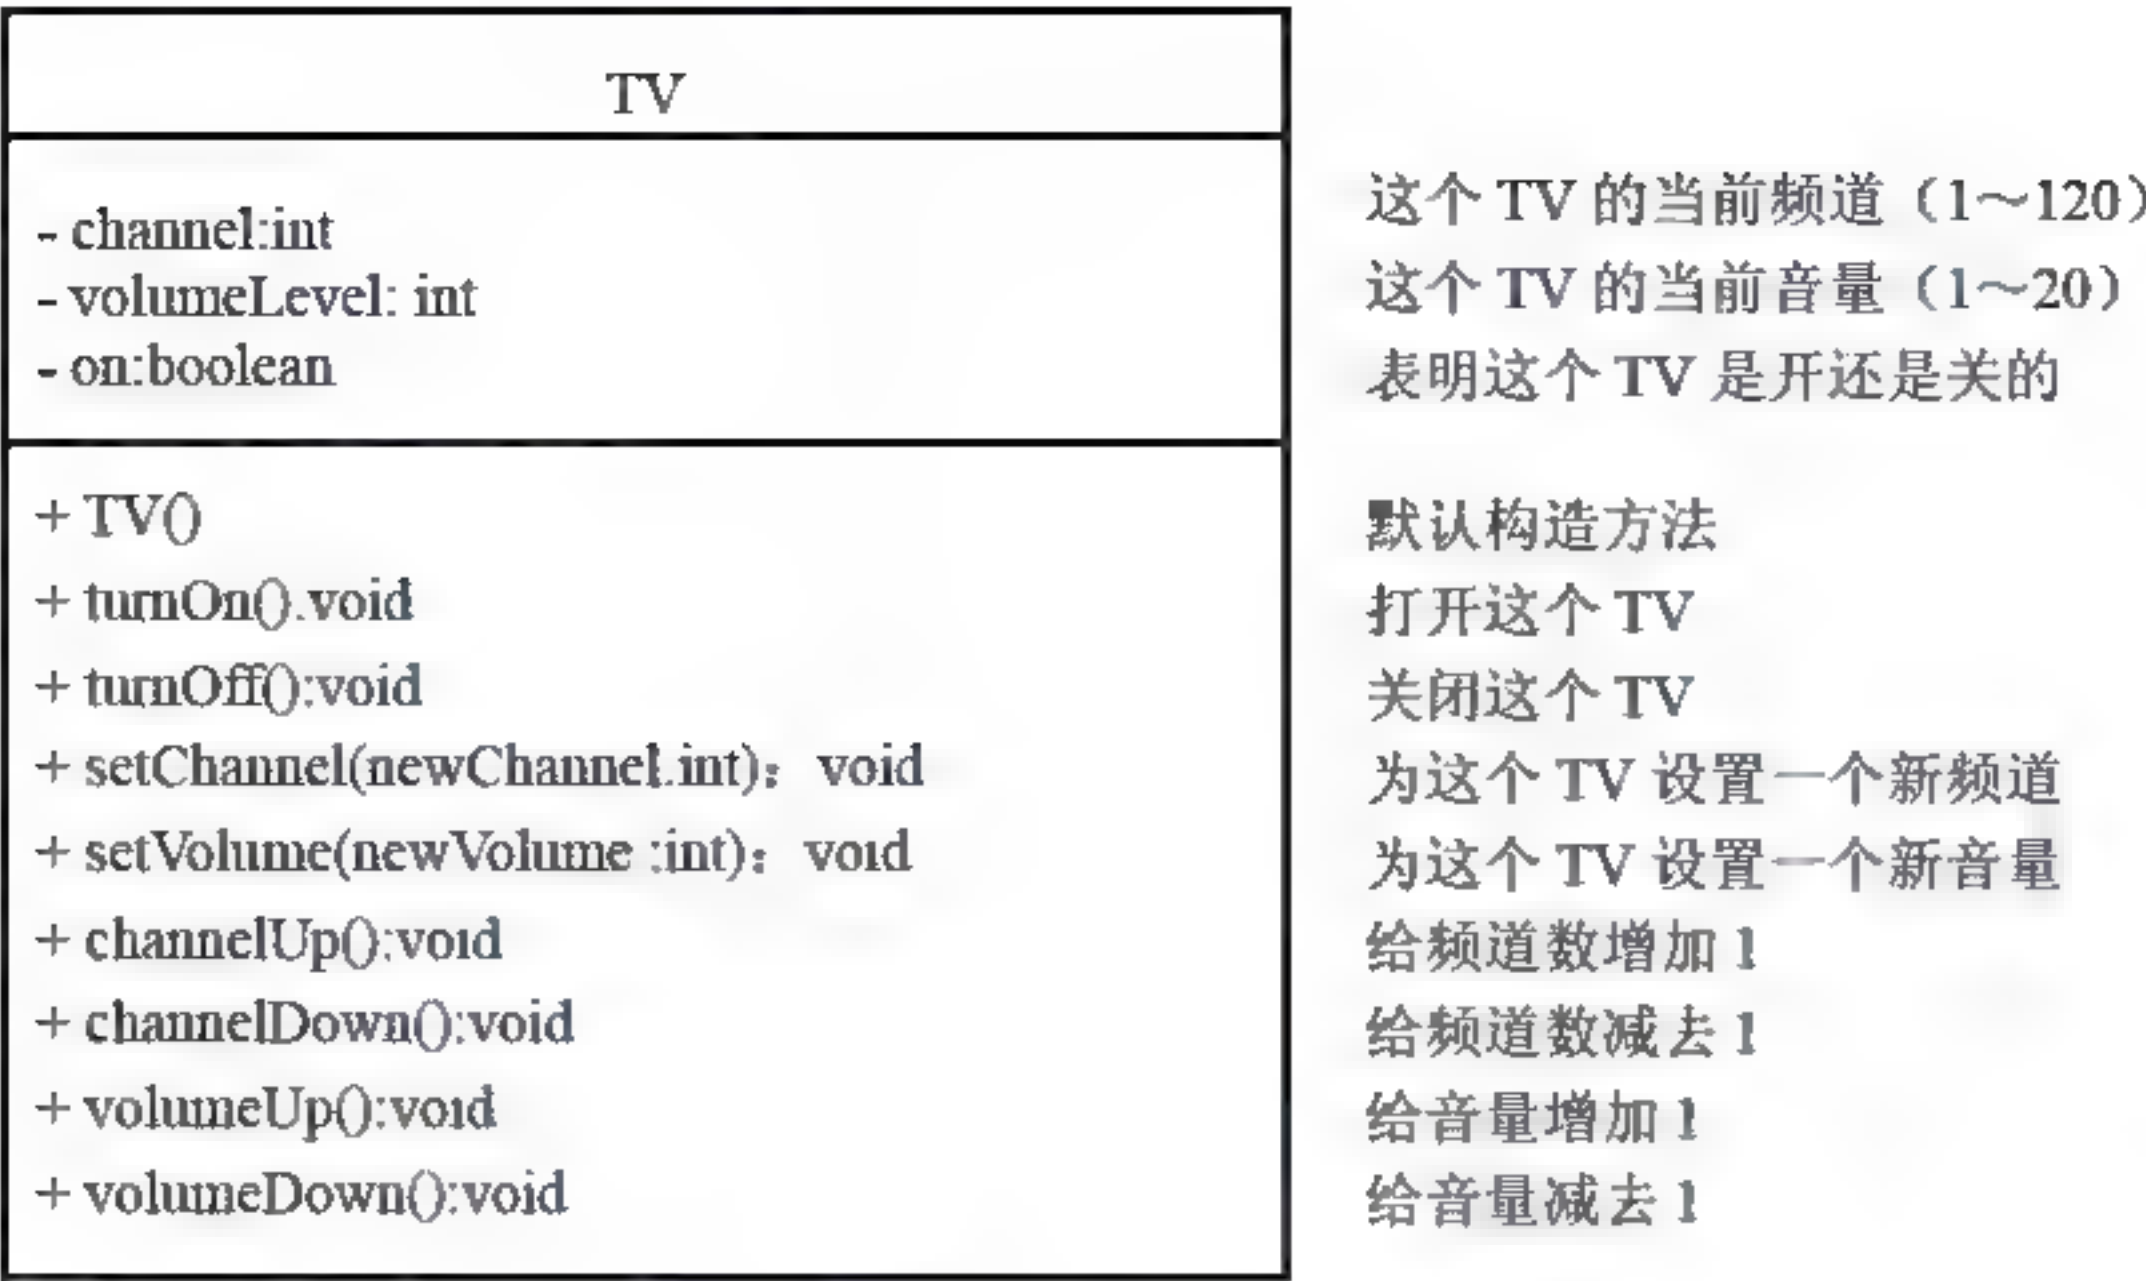 TV
- channel:int
- volumeLevel: int
- on:boolean
这个 TV 的当前频道（1～120）
这个 TV 的当前音量（1～20）
表明这个 TV 是开还是关的
+ TV()
+ turnOn().void
+ turnOff():void
+ setChannel(newChannel.int)：void
+ setVolume(newVolume :int)：void
+ channelUp():void
+ channelDown():void
+ volumeUp():void
+ volumeDown():void
默认构造方法
打开这个 TV
关闭这个 TV
为这个 TV 设置一个新频道
为这个 TV 设置一个新音量
给频道数增加 1
给频道数减去 1
给音量增加 1
给音量减去 1